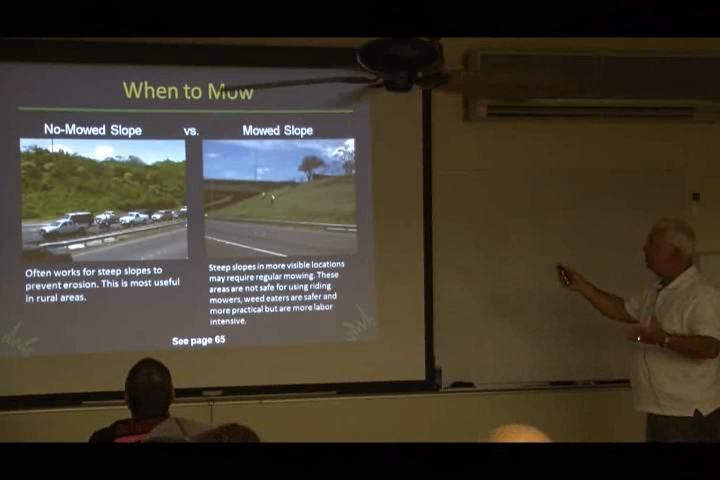 When to Mow
No-Mowed Slope vs. Mowed Slope
Often works for steep slopes to
prevent erosion. This is most useful
in rural areas.
Steep slopes in more visible locations
may require regular mowing. These
areas are not safe for using riding
mowers, weed eaters are safer and
more practical but are more labor
intensive.
See page 65